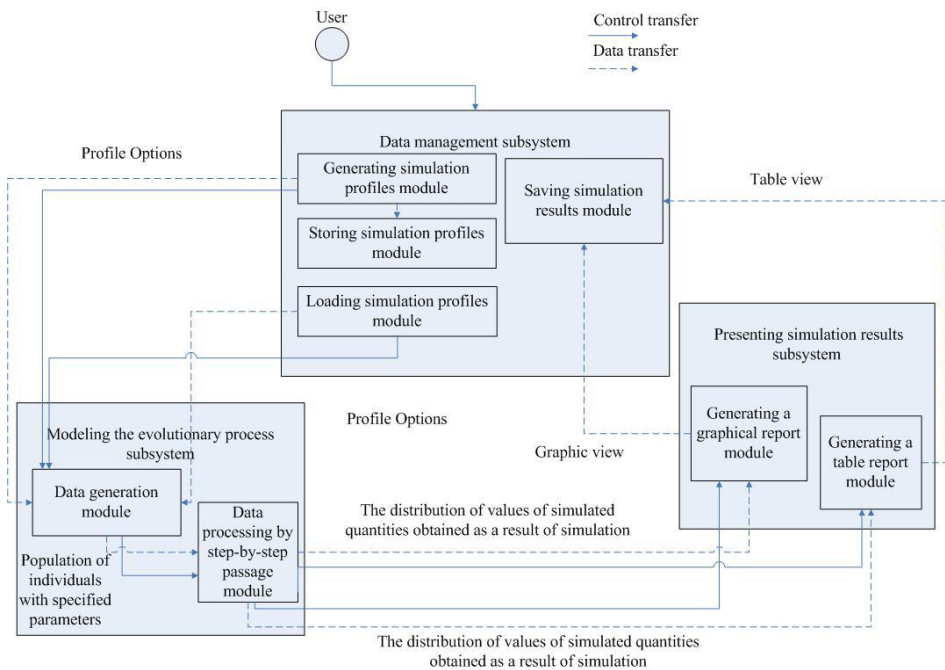 User
Control transfer
Data transfer
Data management subsystem
Profile Options
Generating simulation
profiles module
Saving simulation
results module
Table view
Storing simulation profiles
module
Loading simulation profiles
module
Presenting simulation results
subsystem
Profile Options
Generating a
graphical report
module
Generating a
table report
module
Graphic view
Modeling the evolutionary process
subsystem
Data generation
module
Data
processing by
step-by-step
passage module
The distribution of values of simulated
quantities obtained as a result of simulation
Population of
individuals
with specified
parameters
The distribution of values of simulated quantities
obtained as a result of simulation